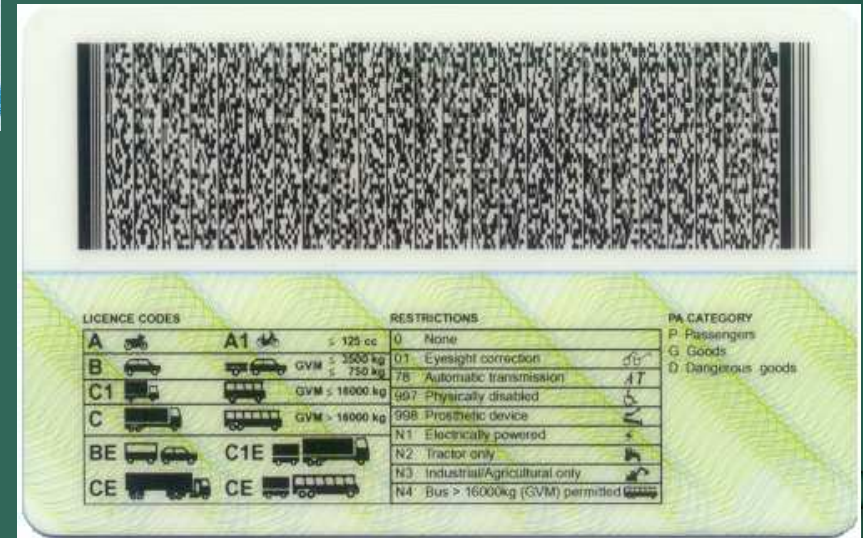 LICENCE CODES
A A1 ≤ 125 cc
B GVM ≤ 3500 kg
≤ 750 kg
C1 GVM ≤ 16000 kg
C GVM > 16000 kg
BE C1E
CE CE
RESTRICTIONS
0 None
01 Eyesight correction
78 Automatic transmission AT
997 Physically disabled
998 Prosthetic device
N1 Electrically powered
N2 Tractor only
N3 Industrial/Agricultural only
N4 Bus > 16000kg (GVM) permitted
PA CATEGORY
P Passengers
G Goods
D Dangerous goods